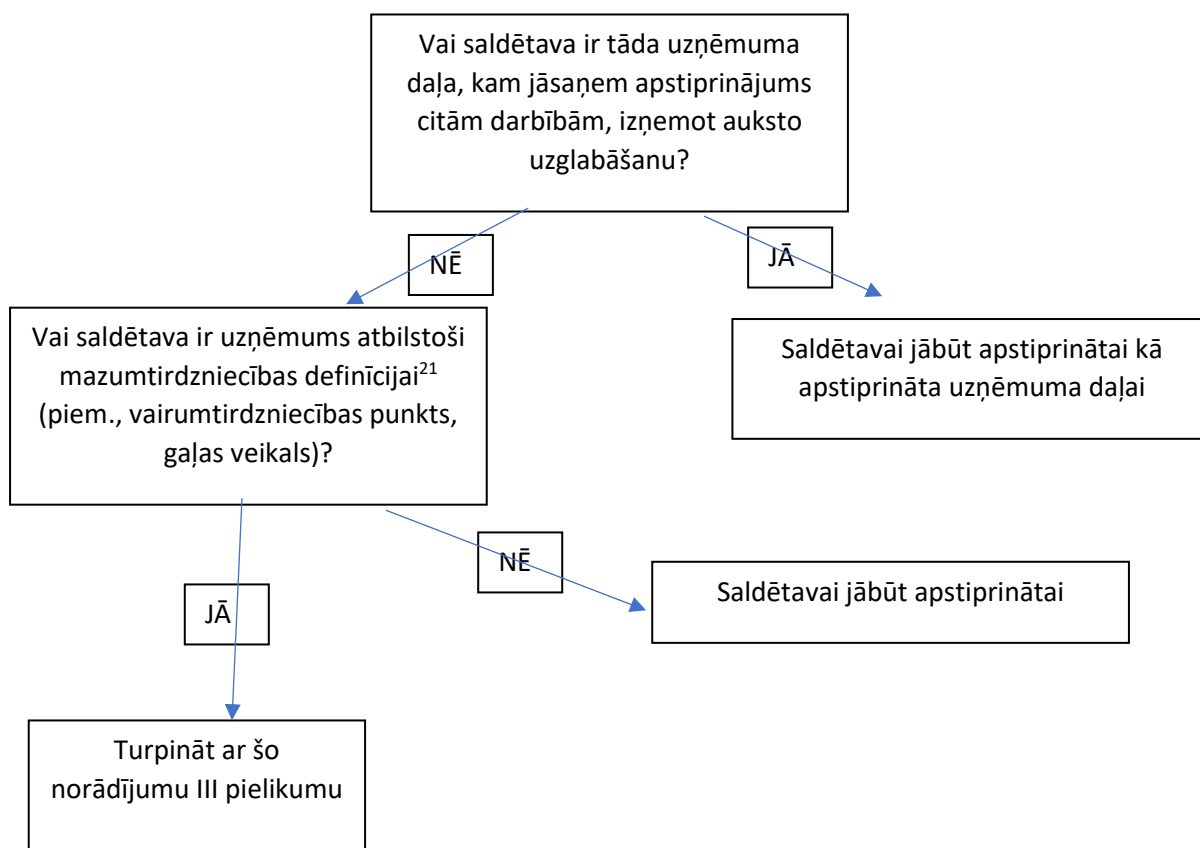 Vai saldētava ir tāda uzņēmuma
daļa, kam jāsaņem apstiprinājums
citām darbībām, izņemot auksto
uzglabāšanu?
NĒ
JĀ
Vai saldētava ir uzņēmums atbilstoši
mazumtirdzniecības definīcijai²¹
(piem., vairumtirdzniecības punkts,
gaļas veikals)?
Saldētavai jābūt apstiprinātai kā
apstiprināta uzņēmuma daļai
NĒ
Saldētavai jābūt apstiprinātai
JĀ
Turpināt ar šo
norādījumu III pielikumu